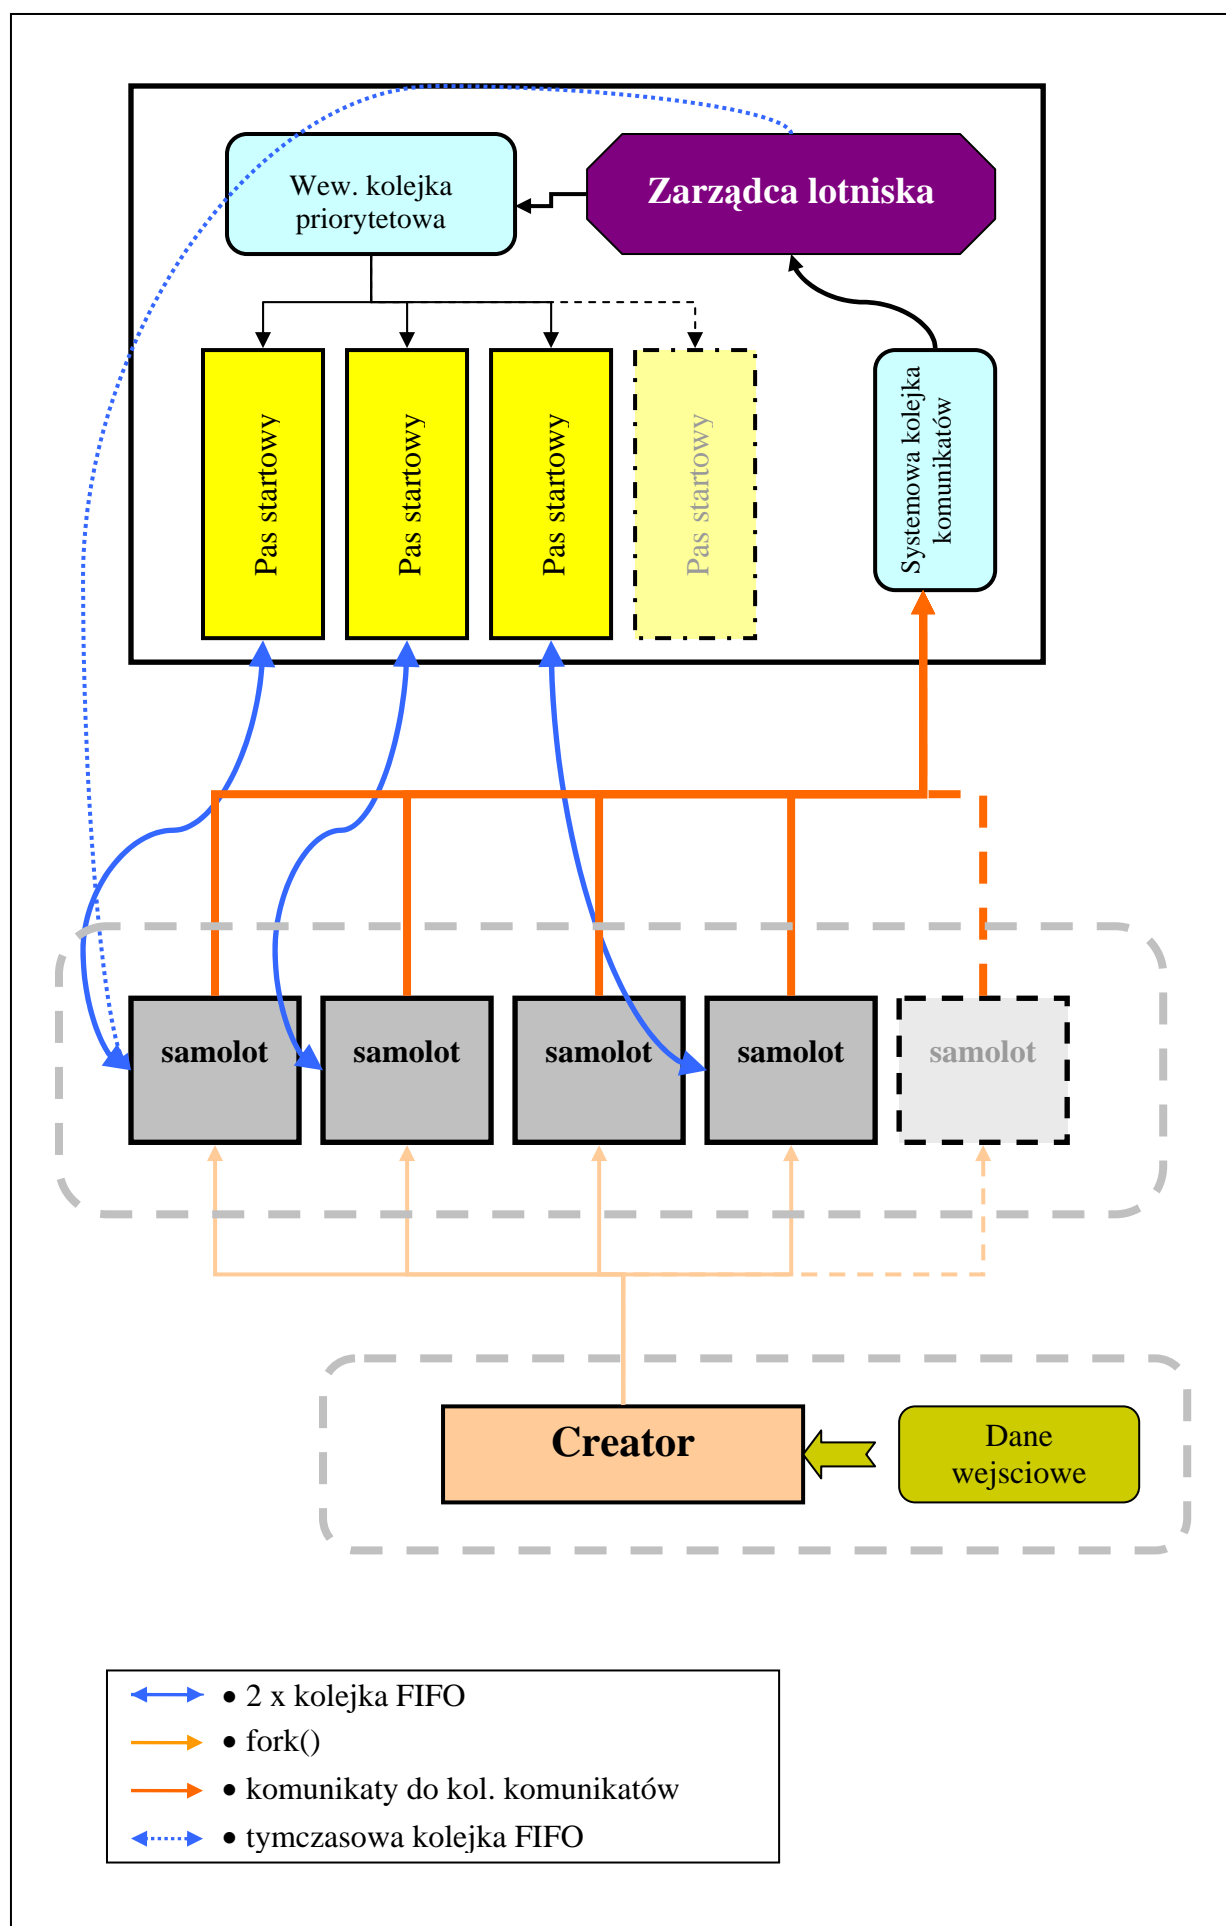 Wew. kolejka
priorytetowa
Zarządca lotniska
Pas startowy
Pas startowy
Pas startowy
Pas startowy
Systemowa kolejka
komunikatów
samolot
samolot
samolot
samolot
samolot
Creator
Dane
wejsciowe
• 2 x kolejka FIFO
• fork()
• komunikaty do kol. komunikatów
• tymczasowa kolejka FIFO